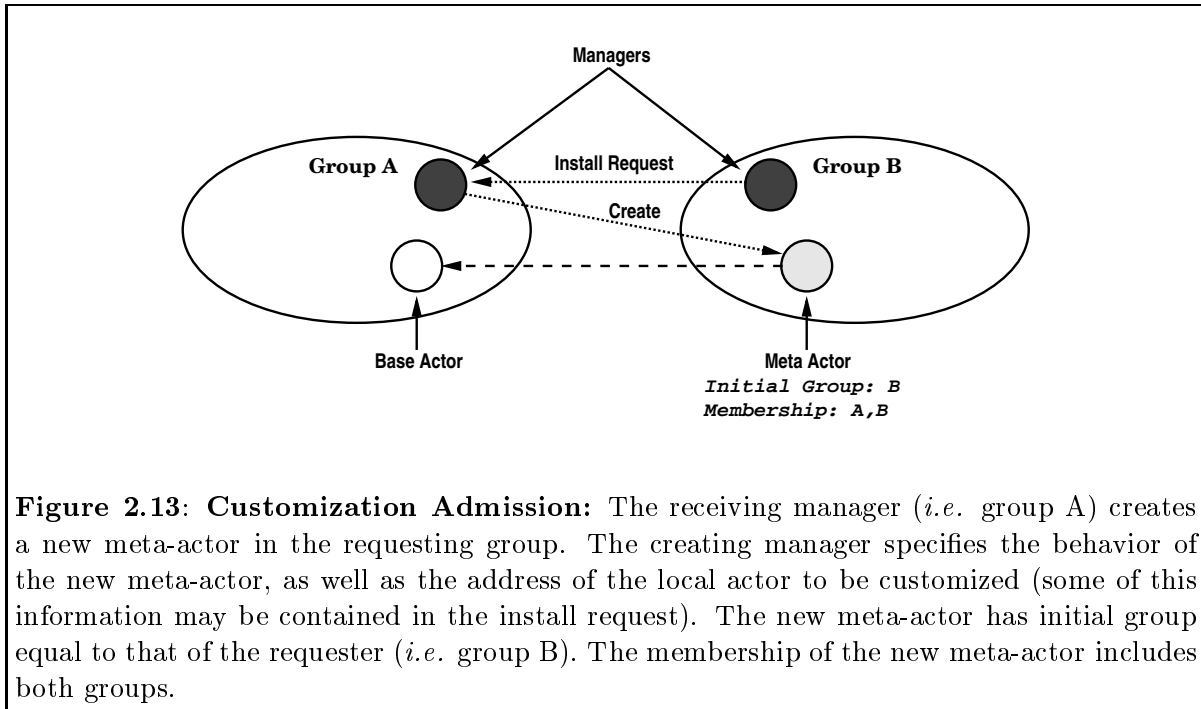 Managers
Group A
Install Request
Group B
Create
Base Actor
Meta Actor
Initial Group: B
Membership: A,B
Figure 2.13: Customization Admission: The receiving manager (i.e. group A) creates
a new meta-actor in the requesting group. The creating manager specifies the behavior of
the new meta-actor, as well as the address of the local actor to be customized (some of this
information may be contained in the install request). The new meta-actor has initial group
equal to that of the requester (i.e. group B). The membership of the new meta-actor includes
both groups.